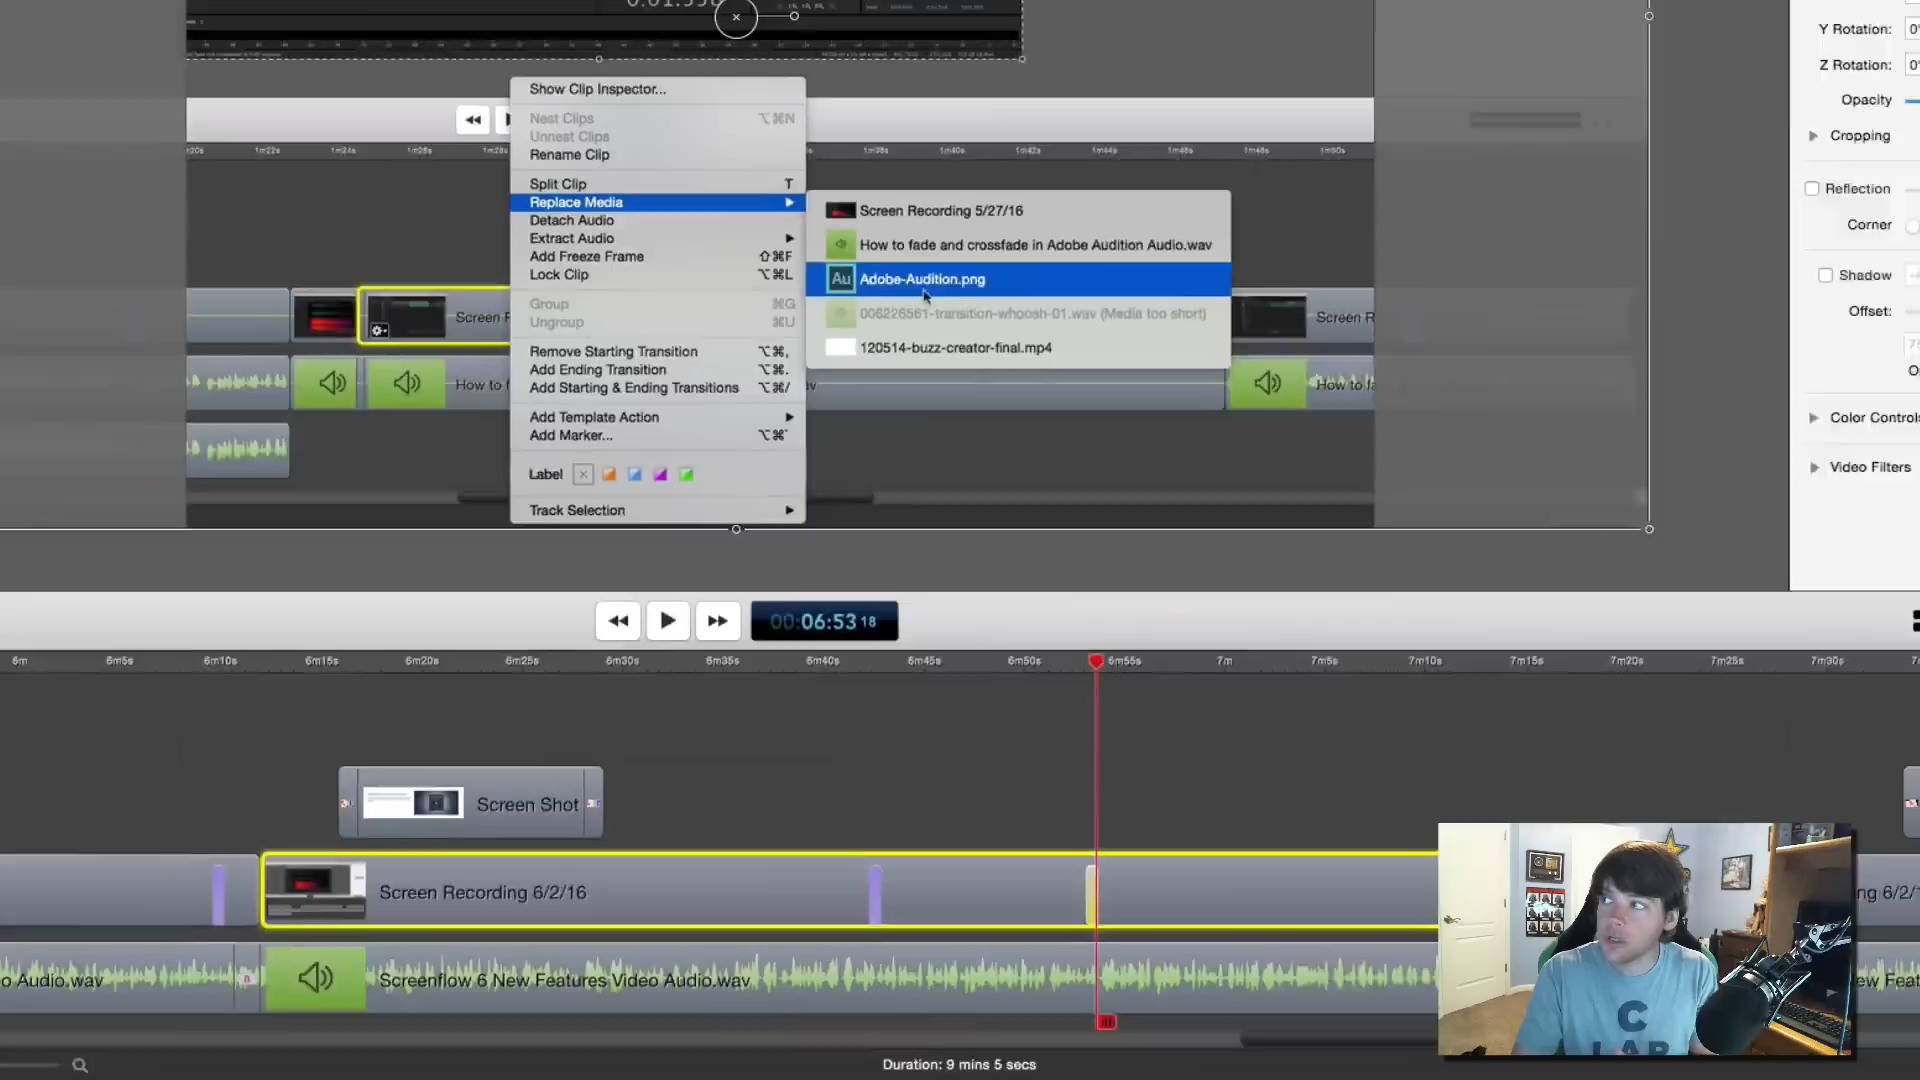 Y Rotation:
Z Rotation:
Opacity
Cropping
Reflection
Corner
Shadow
Offset:
Color Controls
Video Filters
Show Clip Inspector...
Nest Clips ⌥⌘N
Unnest Clips
Rename Clip
Split Clip T
Replace Media
Detach Audio
Extract Audio
Add Freeze Frame ⇧⌘F
Lock Clip ⌥⌘L
Group ⌘G
Ungroup ⌘U
Remove Starting Transition ⌥⌘,
Add Ending Transition ⌥⌘.
Add Starting & Ending Transitions ⌥⌘/
Add Template Action
Add Marker... ⌥⌘'
Label
Track Selection
Screen Recording 5/27/16
How to fade and crossfade in Adobe Audition Audio.wav
Au Adobe-Audition.png
006226561-transition-whoosh-01.wav (Media too short)
120514-buzz-creator-final.mp4
1m22s 1m24s 1m26s 1m28s 1m38s 1m40s 1m42s 1m44s 1m46s 1m48s 1m50s
Screen R
How to f
How to fa
00:06:53 18
6m 6m5s 6m10s 6m15s 6m20s 6m25s 6m30s 6m35s 6m40s 6m45s 6m50s 6m55s 7m 7m5s 7m10s 7m15s 7m20s 7m25s 7m30s
Screen Shot
Screen Recording 6/2/16
ng 6/2/
o Audio.wav
Screenflow 6 New Features Video Audio.wav
ew Feat
C
LAB
Duration: 9 mins 5 secs